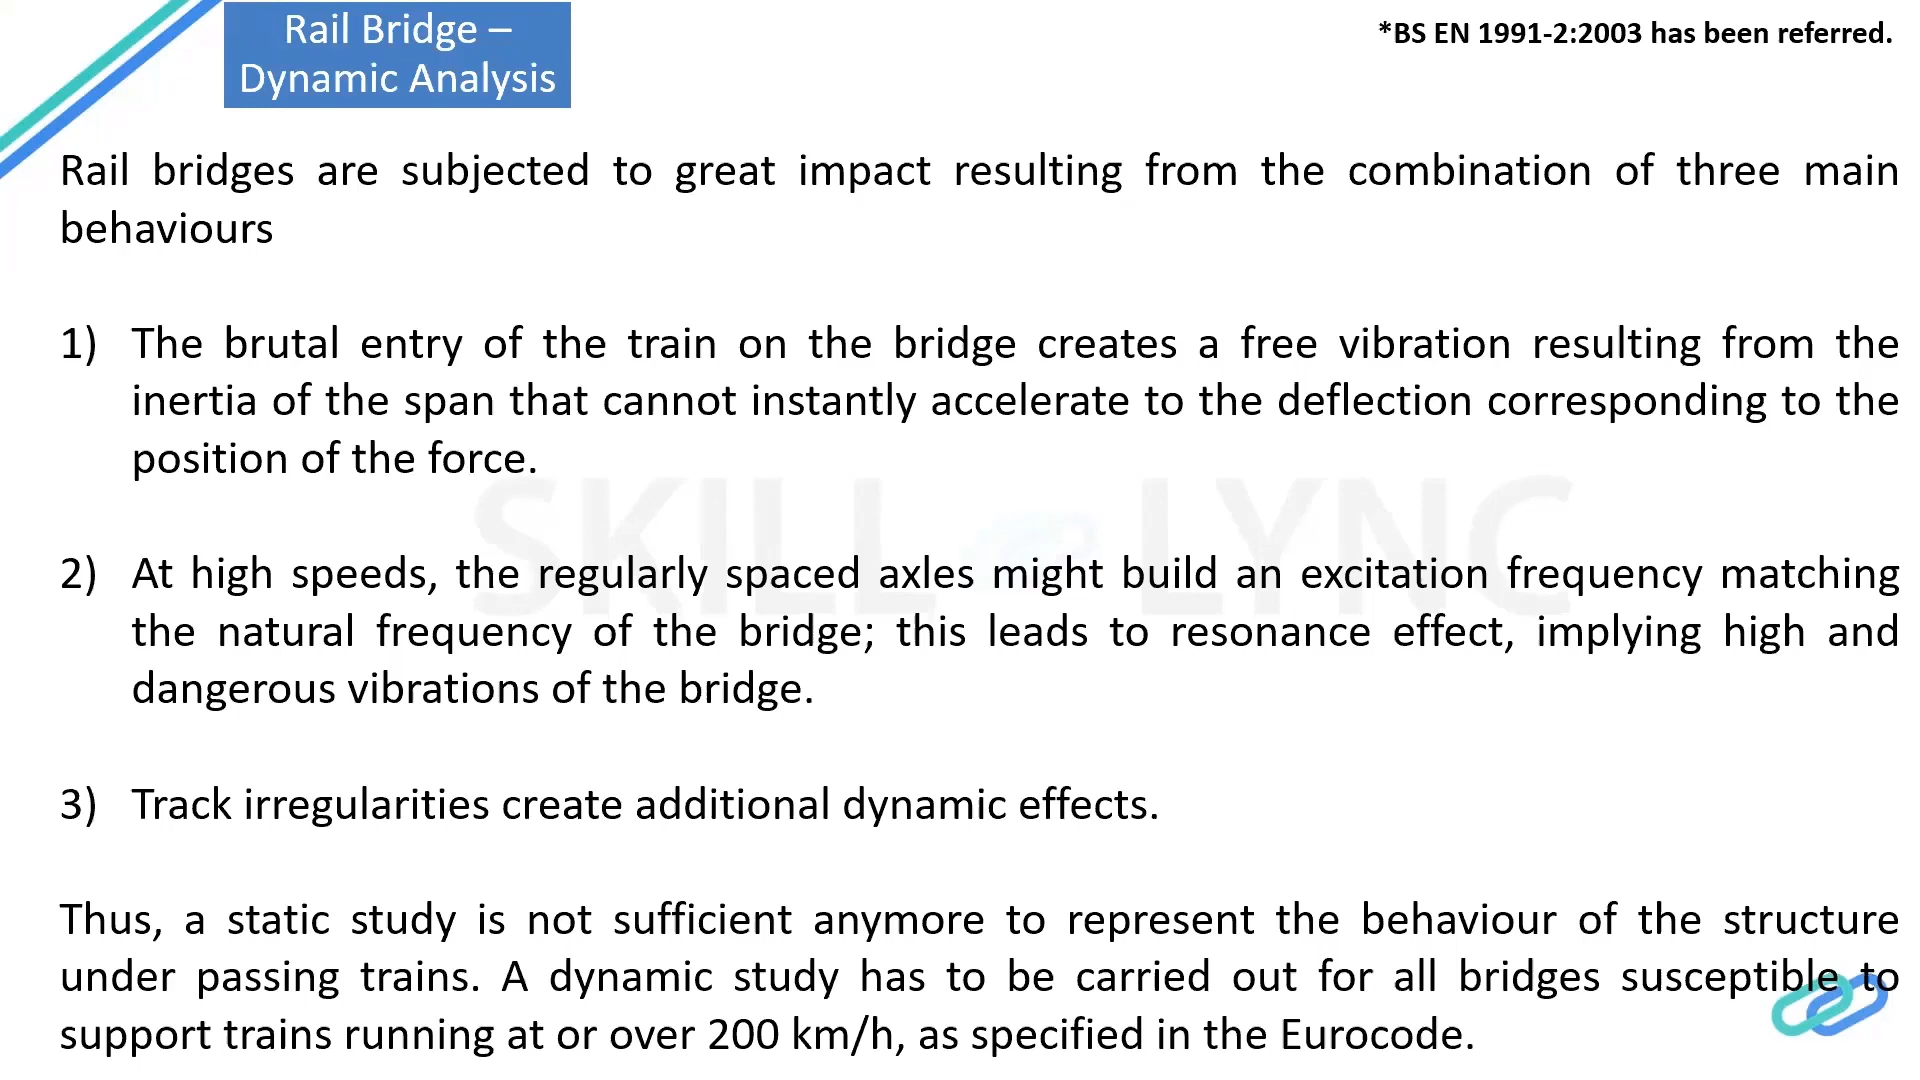 Rail Bridge –
Dynamic Analysis
*BS EN 1991-2:2003 has been referred.
Rail bridges are subjected to great impact resulting from the combination of three main
behaviours
1) The brutal entry of the train on the bridge creates a free vibration resulting from the
inertia of the span that cannot instantly accelerate to the deflection corresponding to the
position of the force.
SKILL LYNC
2) At high speeds, the regularly spaced axles might build an excitation frequency matching
the natural frequency of the bridge; this leads to resonance effect, implying high and
dangerous vibrations of the bridge.
3) Track irregularities create additional dynamic effects.
Thus, a static study is not sufficient anymore to represent the behaviour of the structure
under passing trains. A dynamic study has to be carried out for all bridges susceptible to
support trains running at or over 200 km/h, as specified in the Eurocode.